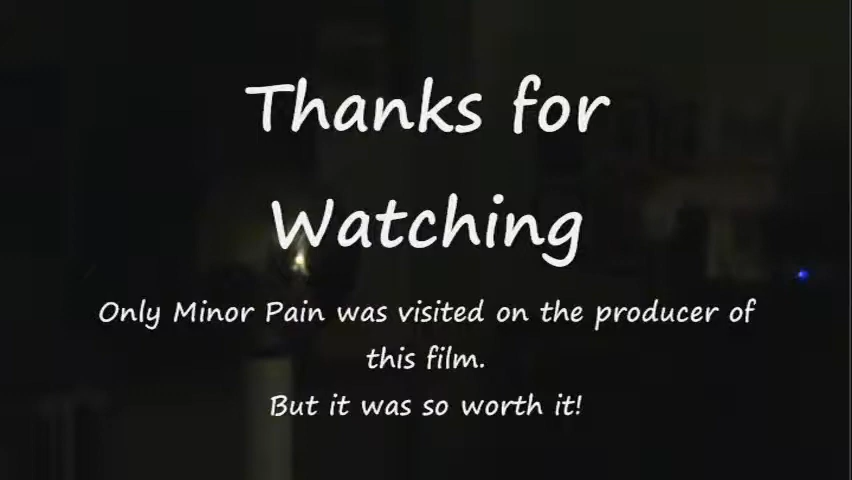 Thanks for
Watching
Only Minor Pain was visited on the producer of
this film.
But it was so worth it!